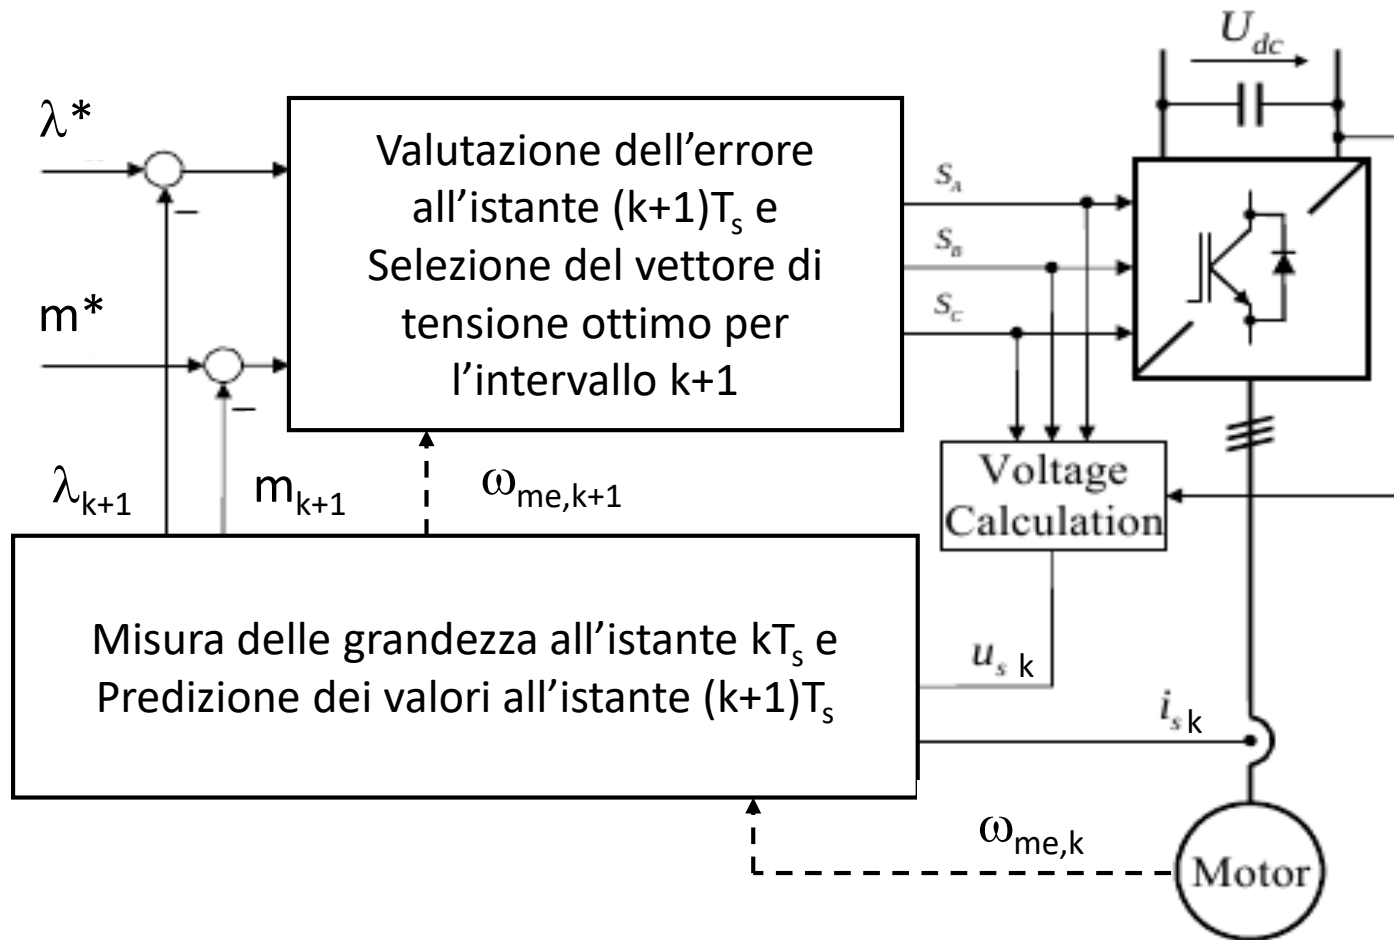 U_dc
λ*
Valutazione dell'errore
all'istante (k+1)T_s e
Selezione del vettore di
tensione ottimo per
l'intervallo k+1
S_A
S_B
S_C
m*
−
−
λ_k+1
m_k+1
ω_me,k+1
Voltage
Calculation
Misura delle grandezza all'istante kT_s e
Predizione dei valori all'istante (k+1)T_s
u_s k
i_s k
ω_me,k
Motor